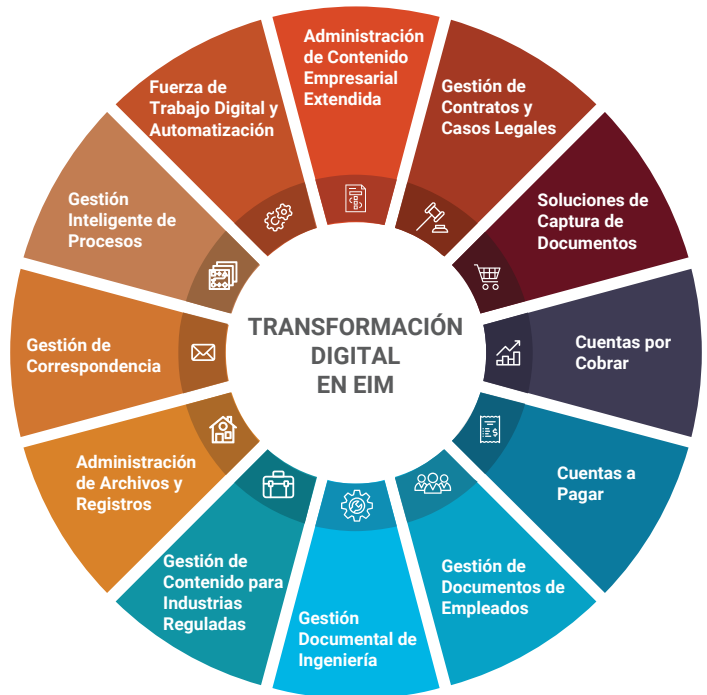 Administración
de Contenido
Empresarial
Extendida
Gestión de
Contratos y
Casos Legales
Soluciones de
Captura de
Documentos
Cuentas por
Cobrar
Cuentas a
Pagar
Gestión de
Documentos de
Empleados
Gestión
Documental de
Ingeniería
Gestión de
Contenido para
Industrias
Reguladas
Administración
de Archivos y
Registros
Gestión de
Correspondencia
Gestión
Inteligente de
Procesos
Fuerza de
Trabajo Digital y
Automatización
TRANSFORMACIÓN
DIGITAL
EN EIM